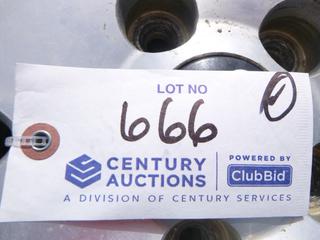 LOT NO
666
CENTURY
AUCTIONS
POWERED BY
ClubBid
A DIVISION OF CENTURY SERVICES